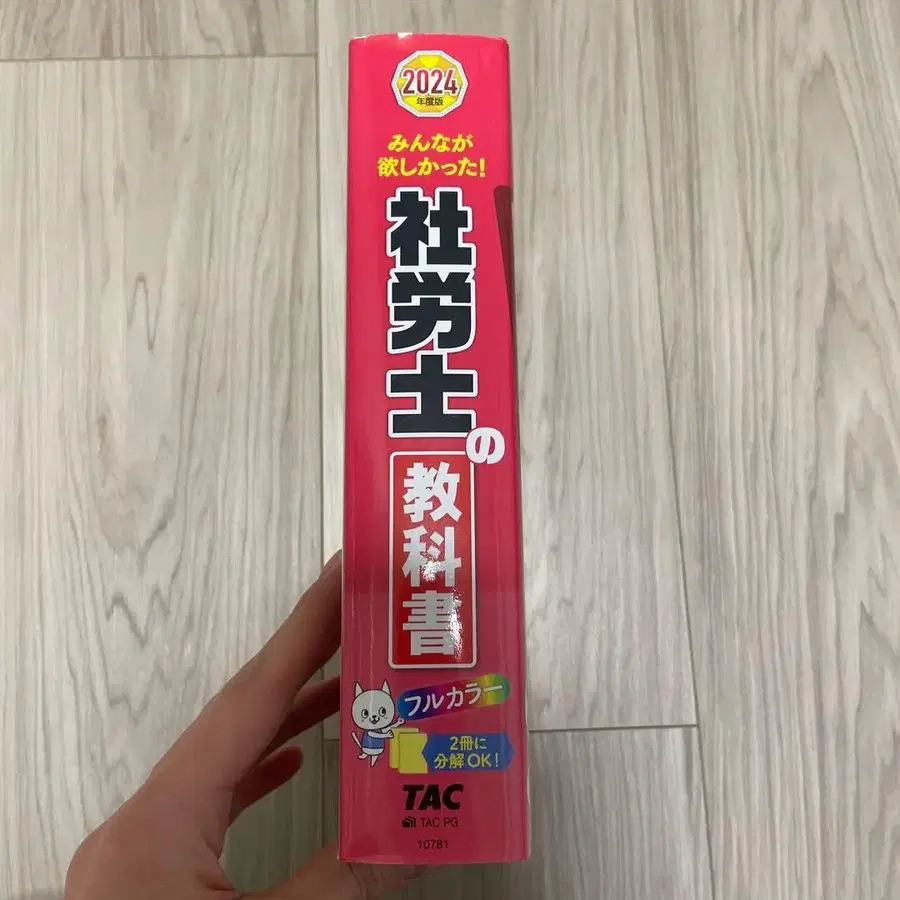 2024
年度版
みんなが
欲しかった!
社労士の
教科書
フルカラー
2冊に
分解OK!
TAC
TAC PG
10781